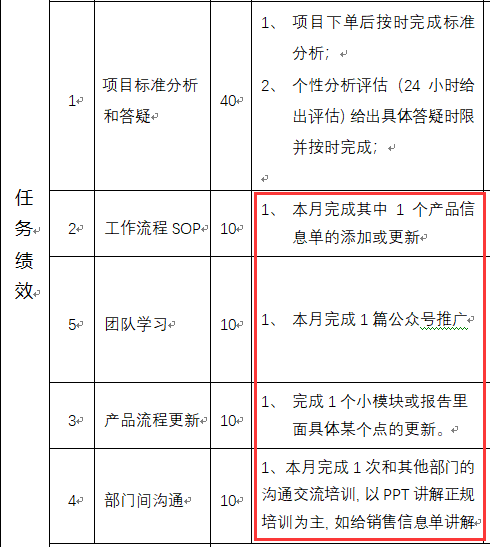 任务绩效
1
项目标准分析
和答疑
40
1、 项目下单后按时完成标准
分析；
2、 个性分析评估（24 小时给
出评估）给出具体答疑时限
并按时完成；
2
工作流程 SOP
10
1、 本月完成其中 1 个产品信
息单的添加或更新
5
团队学习
10
1、 本月完成 1 篇公众号推广
3
产品流程更新
10
1、 完成 1 个小模块或报告里
面具体某个点的更新。
4
部门间沟通
10
1、本月完成 1 次和其他部门的
沟通交流培训, 以 PPT 讲解正规
培训为主, 如给销售信息单讲解